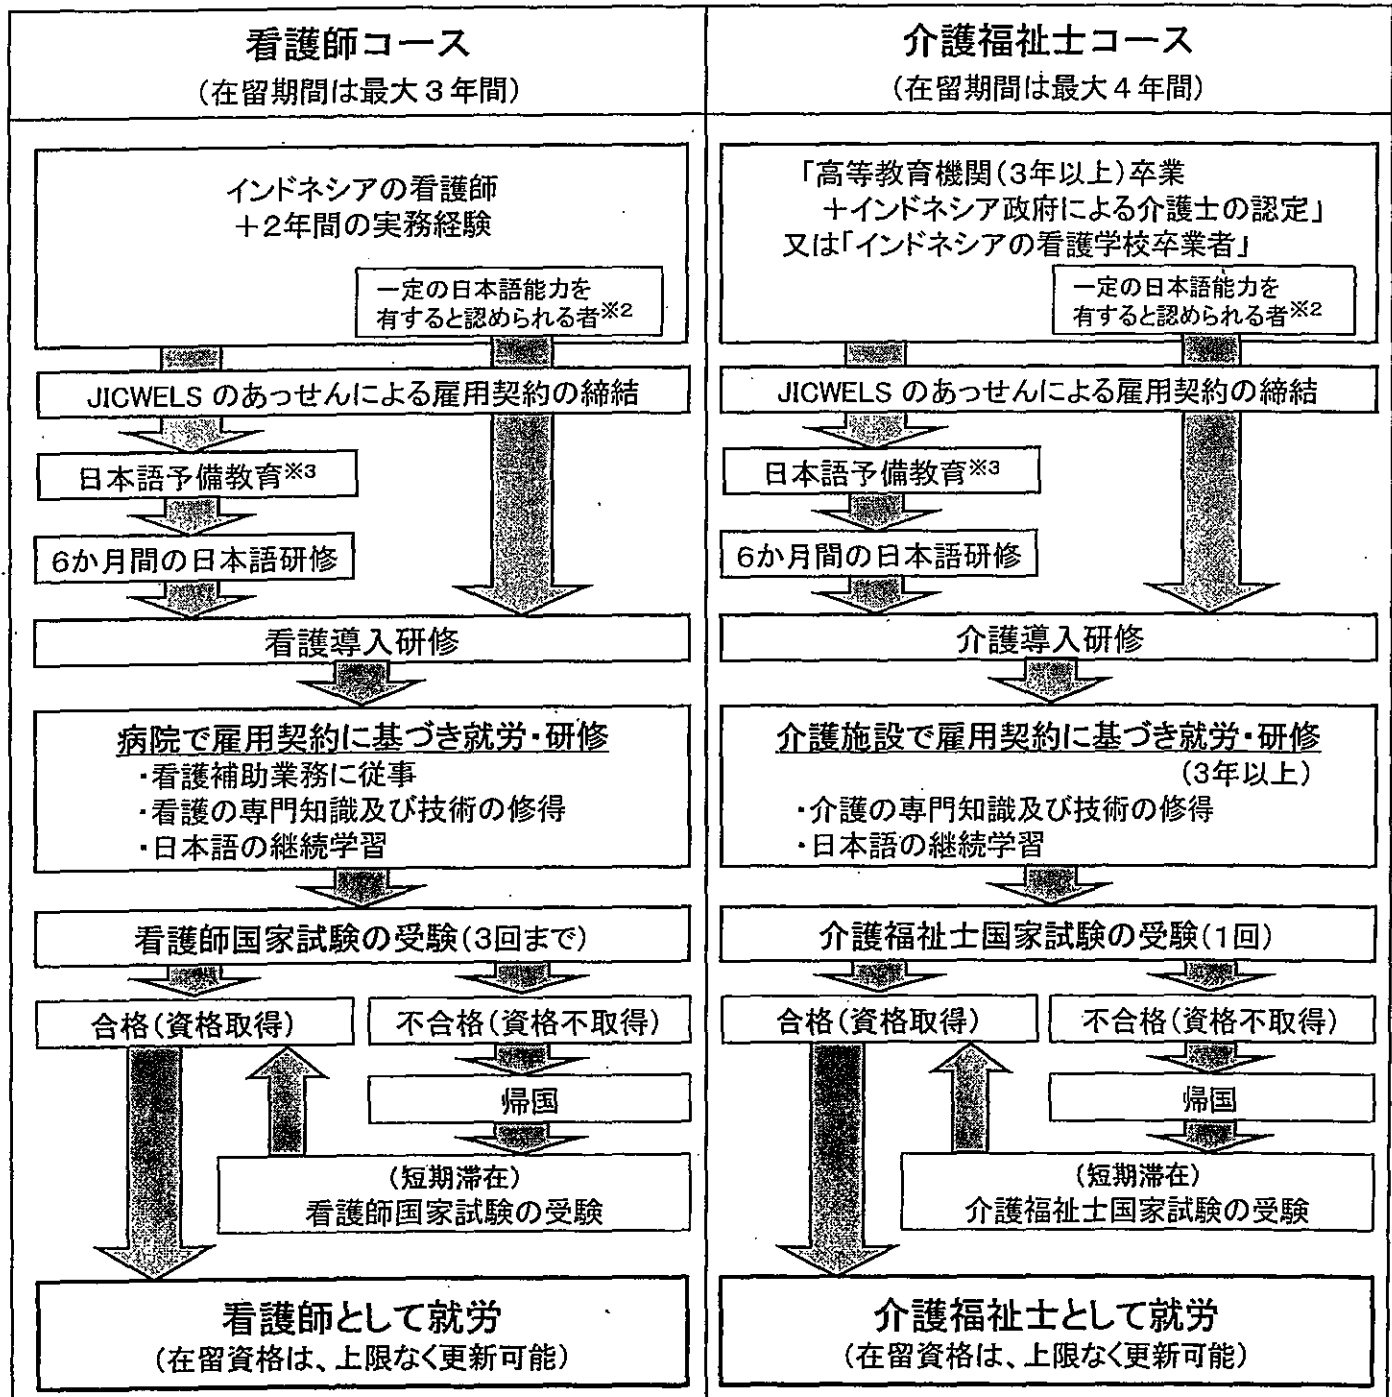 看護師コース
(在留期間は最大3年間)
インドネシアの看護師
+2年間の実務経験
一定の日本語能力を
有すると認められる者※2
JICWELS のあっせんによる雇用契約の締結
日本語予備教育※3
6か月間の日本語研修
看護導入研修
病院で雇用契約に基づき就労・研修
・看護補助業務に従事
・看護の専門知識及び技術の修得
・日本語の継続学習
看護師国家試験の受験(3回まで)
合格(資格取得)
不合格(資格不取得)
帰国
(短期滞在)
看護師国家試験の受験
看護師として就労
(在留資格は、上限なく更新可能)
介護福祉士コース
(在留期間は最大4年間)
「高等教育機関(3年以上)卒業
+インドネシア政府による介護士の認定」
又は「インドネシアの看護学校卒業者」
一定の日本語能力を
有すると認められる者※2
JICWELS のあっせんによる雇用契約の締結
日本語予備教育※3
6か月間の日本語研修
介護導入研修
介護施設で雇用契約に基づき就労・研修
(3年以上)
・介護の専門知識及び技術の修得
・日本語の継続学習
介護福祉士国家試験の受験(1回)
合格(資格取得)
不合格(資格不取得)
帰国
(短期滞在)
介護福祉士国家試験の受験
介護福祉士として就労
(在留資格は、上限なく更新可能)